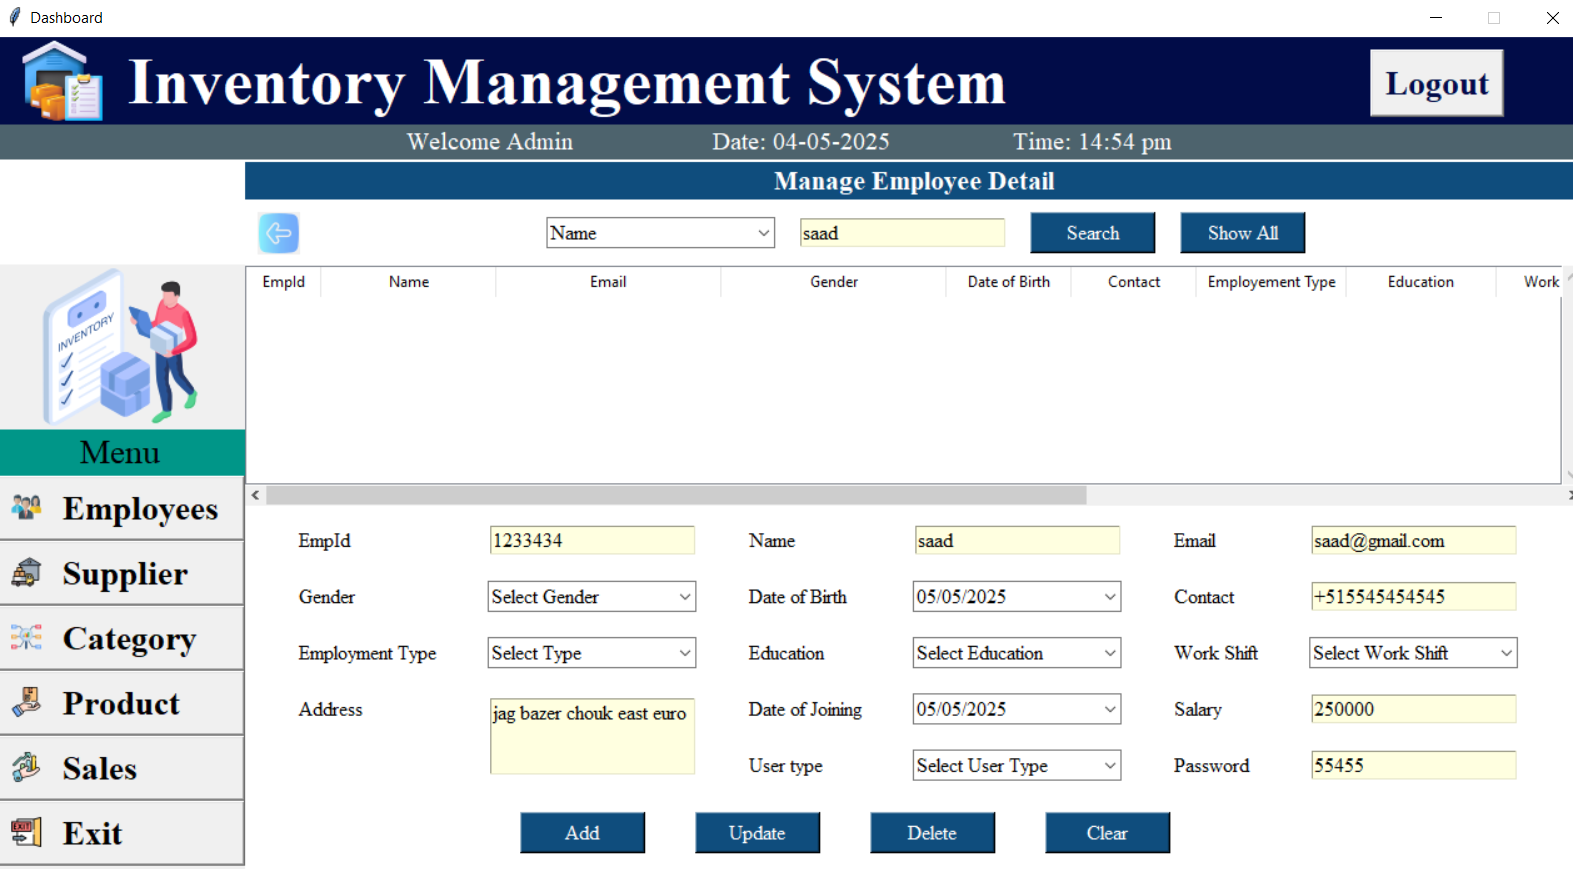 Dashboard
Inventory Management System
Logout
Welcome Admin Date: 04-05-2025 Time: 14:54 pm
Manage Employee Detail
Name saad Search Show All
EmpId Name Email Gender Date of Birth Contact Employement Type Education Work
INVENTORY
Menu
Employees
Supplier
Category
Product
Sales
Exit
EmpId 1233434 Name saad Email saad@gmail.com
Gender Select Gender Date of Birth 05/05/2025 Contact +515545454545
Employment Type Select Type Education Select Education Work Shift Select Work Shift
Address jag bazer chouk east euro Date of Joining 05/05/2025 Salary 250000
User type Select User Type Password 55455
Add Update Delete Clear
EXIT